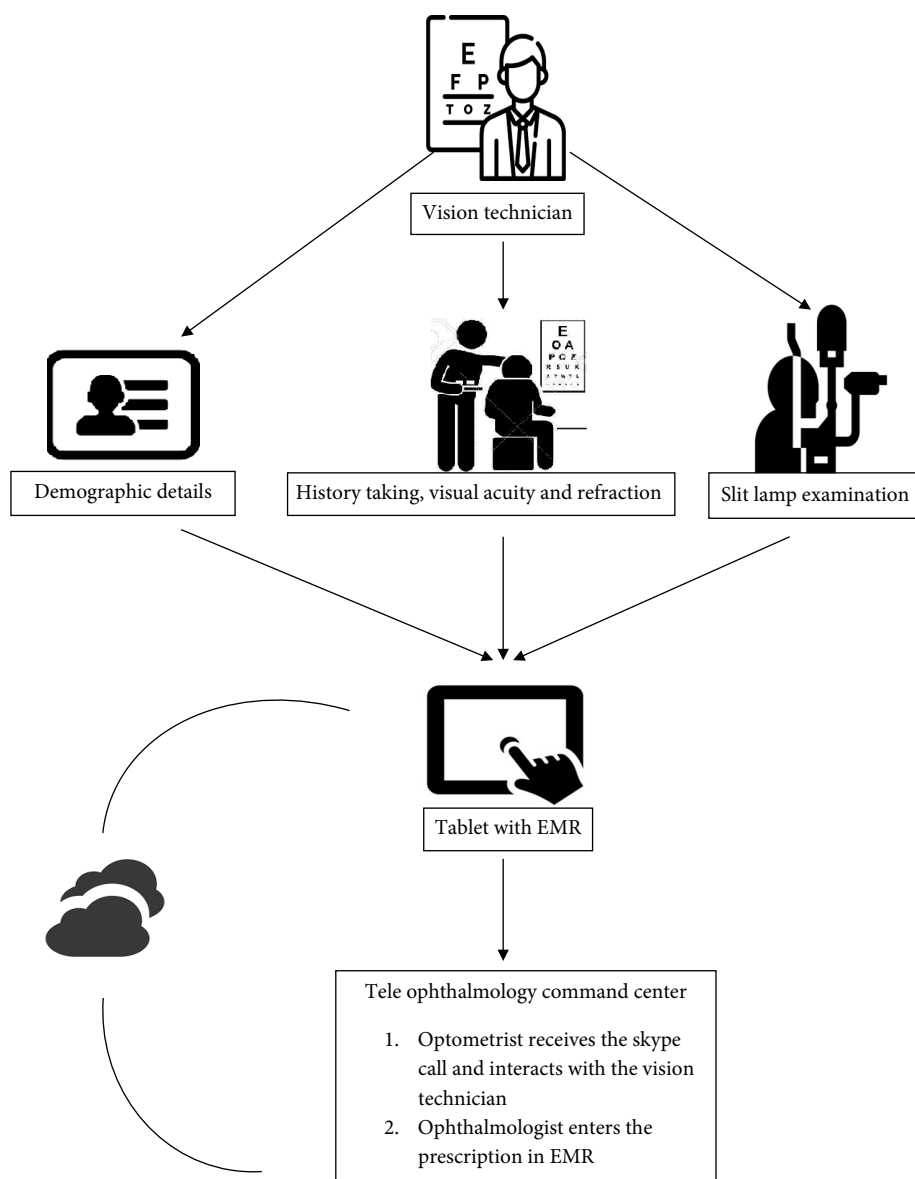 E
F P
T O Z
Vision technician
E
O A
P O Z
R S U K
Demographic details
History taking, visual acuity and refraction
Slit lamp examination
Tablet with EMR
Tele ophthalmology command center
1. Optometrist receives the skype
call and interacts with the vision
technician
2. Ophthalmologist enters the
prescription in EMR